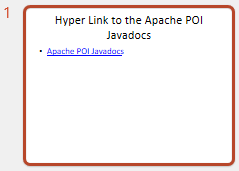 1
Hyper Link to the Apache POI
Javadocs
• Apache POI Javadocs